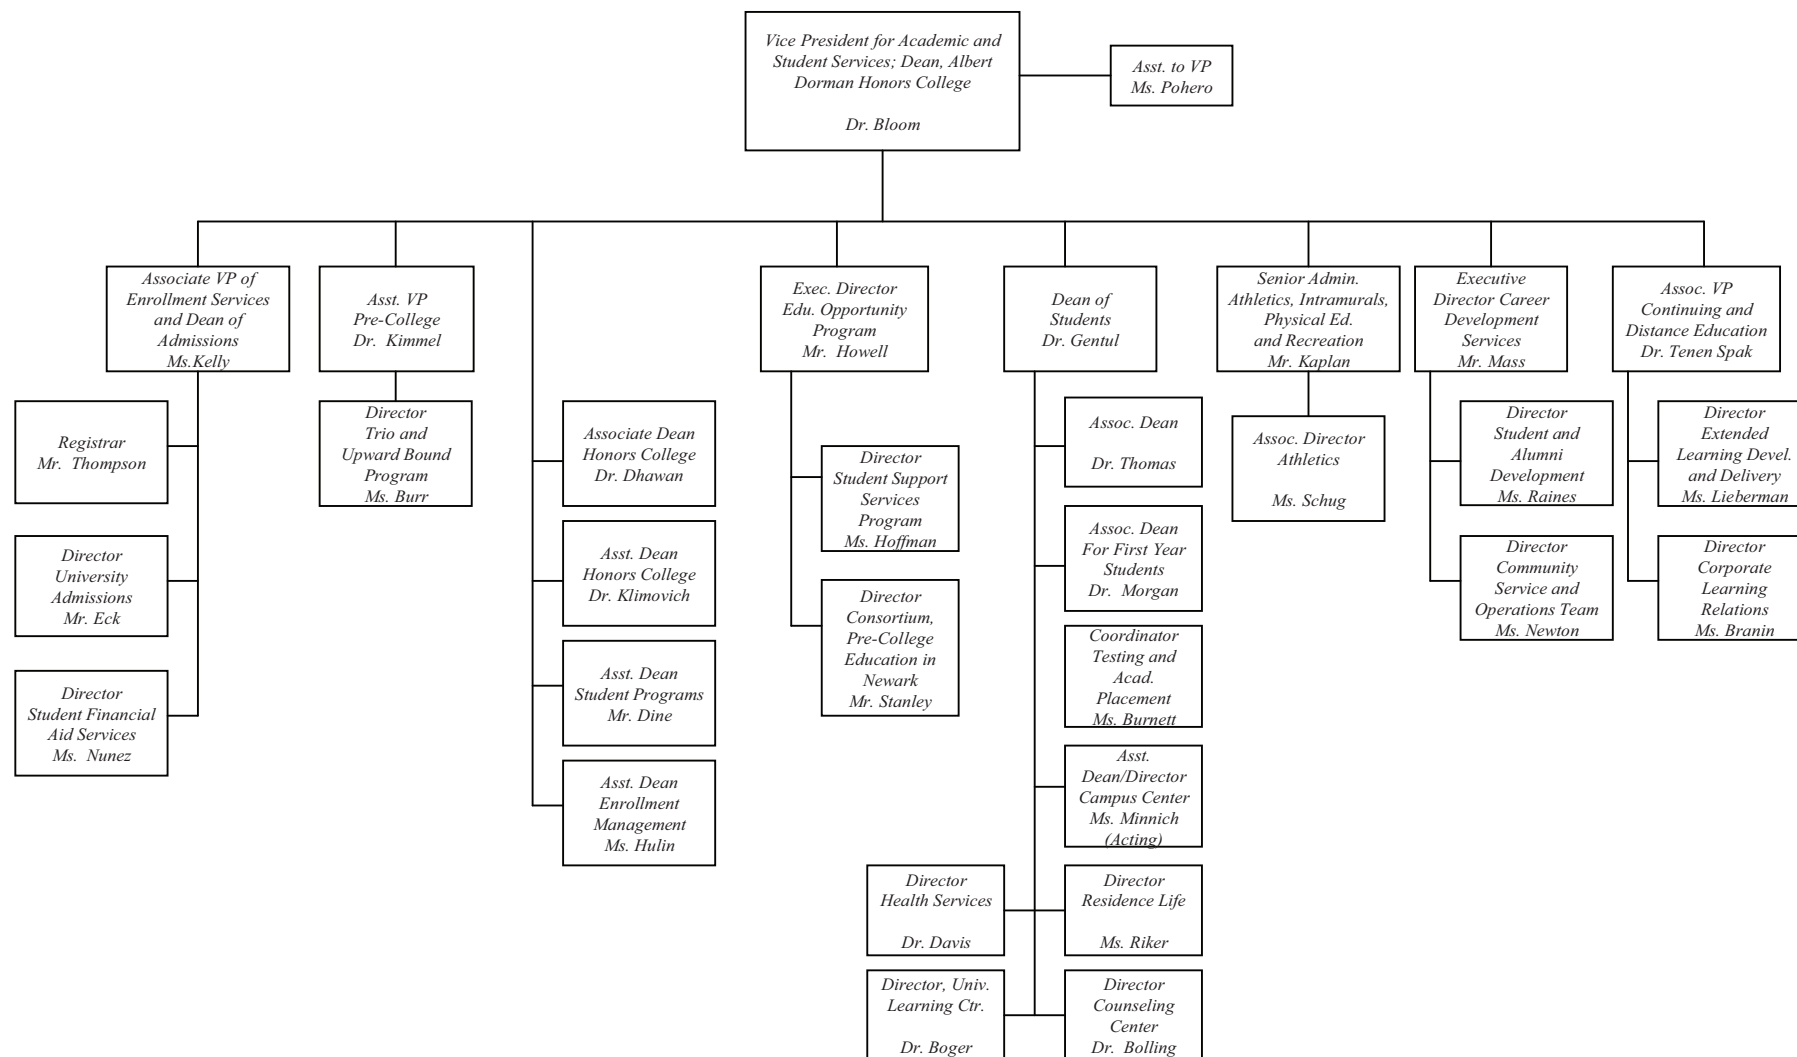 Vice President for Academic and
Student Services; Dean, Albert
Dorman Honors College
Dr. Bloom
Asst. to VP
Ms. Pohero
Associate VP of
Enrollment Services
and Dean of
Admissions
Ms.Kelly
Asst. VP
Pre-College
Dr. Kimmel
Exec. Director
Edu. Opportunity
Program
Mr. Howell
Dean of
Students
Dr. Gentul
Senior Admin.
Athletics, Intramurals,
Physical Ed.
and Recreation
Mr. Kaplan
Executive
Director Career
Development
Services
Mr. Mass
Assoc. VP
Continuing and
Distance Education
Dr. Tenen Spak
Registrar
Mr. Thompson
Director
University
Admissions
Mr. Eck
Director
Student Financial
Aid Services
Ms. Nunez
Director
Trio and
Upward Bound
Program
Ms. Burr
Associate Dean
Honors College
Dr. Dhawan
Asst. Dean
Honors College
Dr. Klimovich
Asst. Dean
Student Programs
Mr. Dine
Asst. Dean
Enrollment
Management
Ms. Hulin
Director
Student Support
Services
Program
Ms. Hoffman
Director
Consortium,
Pre-College
Education in
Newark
Mr. Stanley
Assoc. Dean
Dr. Thomas
Assoc. Dean
For First Year
Students
Dr. Morgan
Coordinator
Testing and
Acad.
Placement
Ms. Burnett
Asst.
Dean/Director
Campus Center
Ms. Minnich
(Acting)
Director
Health Services
Dr. Davis
Director
Residence Life
Ms. Riker
Director, Univ.
Learning Ctr.
Dr. Boger
Director
Counseling
Center
Dr. Bolling
Assoc. Director
Athletics
Ms. Schug
Director
Student and
Alumni
Development
Ms. Raines
Director
Community
Service and
Operations Team
Ms. Newton
Director
Extended
Learning Devel.
and Delivery
Ms. Lieberman
Director
Corporate
Learning
Relations
Ms. Branin